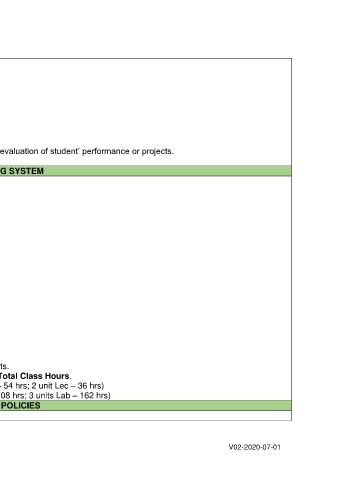 evaluation of student' performance or projects.
G SYSTEM
ts.
Total Class Hours.
- 54 hrs; 2 unit Lec – 36 hrs)
08 hrs; 3 units Lab – 162 hrs)
POLICIES
V02-2020-07-01